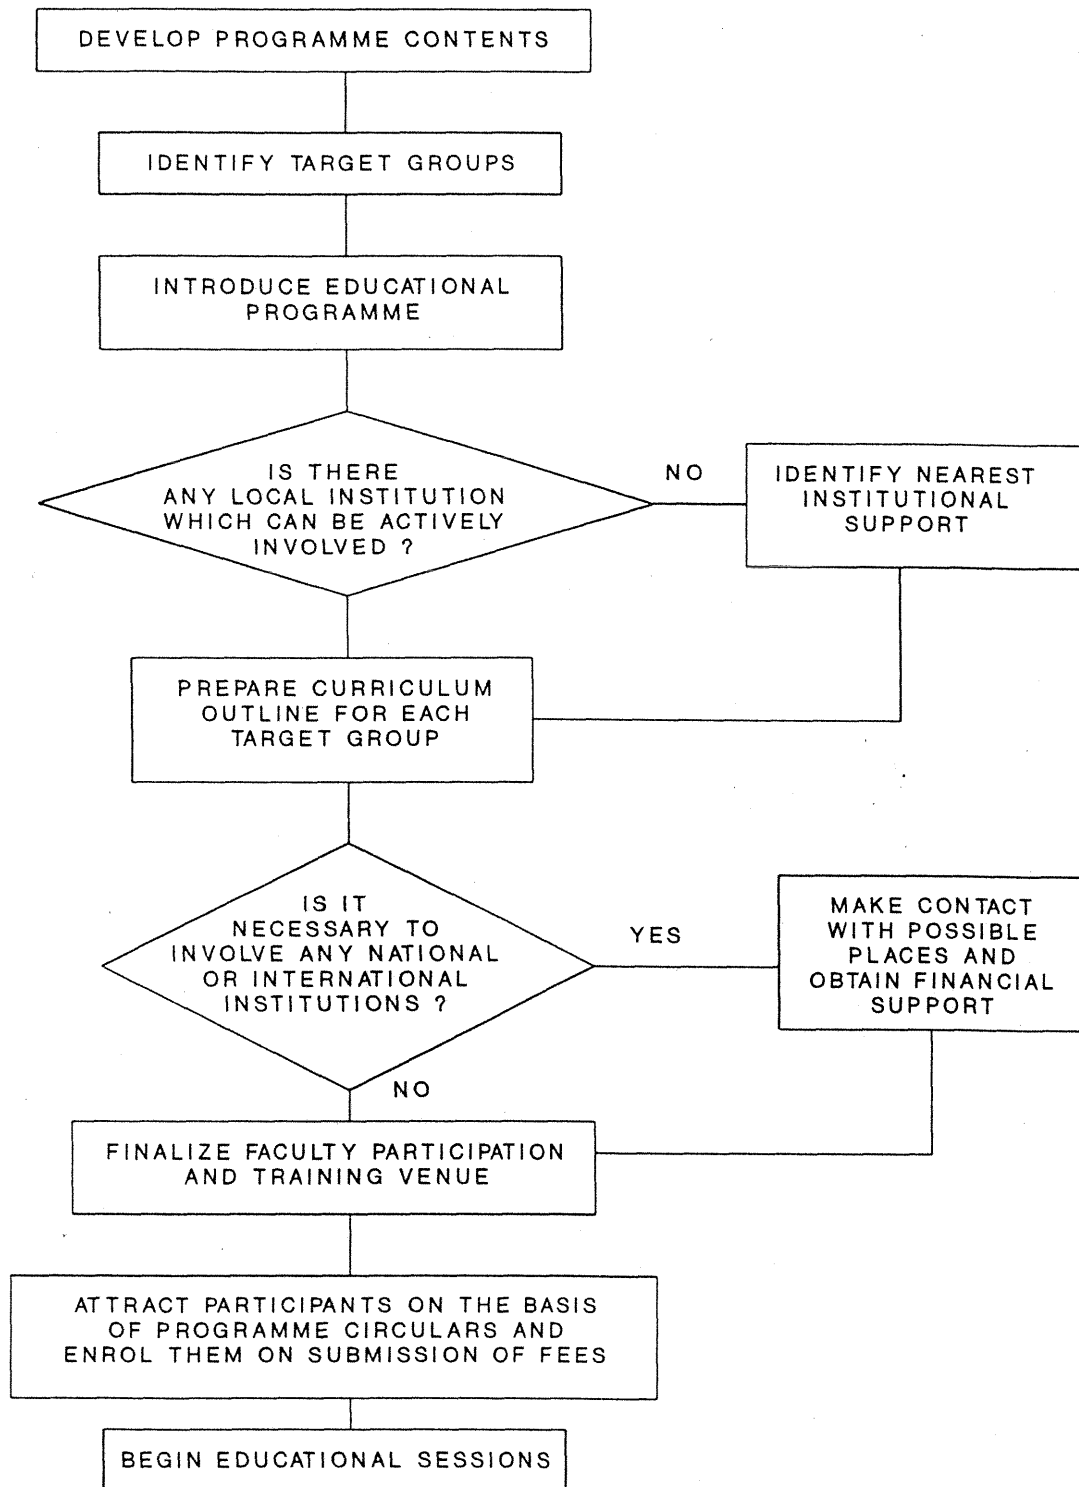 DEVELOP PROGRAMME CONTENTS
IDENTIFY TARGET GROUPS
INTRODUCE EDUCATIONAL
PROGRAMME
IS THERE
ANY LOCAL INSTITUTION
WHICH CAN BE ACTIVELY
INVOLVED ?
NO
IDENTIFY NEAREST
INSTITUTIONAL
SUPPORT
PREPARE CURRICULUM
OUTLINE FOR EACH
TARGET GROUP
IS IT
NECESSARY TO
INVOLVE ANY NATIONAL
OR INTERNATIONAL
INSTITUTIONS ?
YES
MAKE CONTACT
WITH POSSIBLE
PLACES AND
OBTAIN FINANCIAL
SUPPORT
NO
FINALIZE FACULTY PARTICIPATION
AND TRAINING VENUE
ATTRACT PARTICIPANTS ON THE BASIS
OF PROGRAMME CIRCULARS AND
ENROL THEM ON SUBMISSION OF FEES
BEGIN EDUCATIONAL SESSIONS